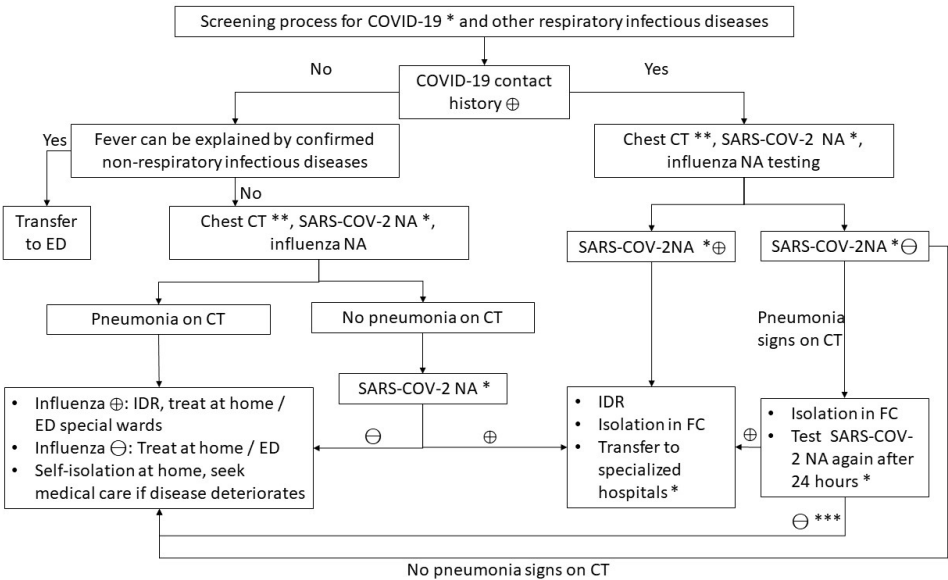 Screening process for COVID-19 * and other respiratory infectious diseases
No
Yes
COVID-19 contact
history ⊕
Yes
Fever can be explained by confirmed
non-respiratory infectious diseases
Chest CT **, SARS-COV-2 NA *,
influenza NA testing
No
Transfer
to ED
Chest CT **, SARS-COV-2 NA *,
influenza NA
SARS-COV-2NA *⊕
SARS-COV-2NA *⊖
Pneumonia on CT
No pneumonia on CT
Pneumonia
signs on CT
SARS-COV-2 NA *
• Influenza ⊕: IDR, treat at home /
ED special wards
• Influenza ⊖: Treat at home / ED
• Self-isolation at home, seek
medical care if disease deteriorates
⊖
⊕
• IDR
• Isolation in FC
• Transfer to
specialized
hospitals *
⊕
• Isolation in FC
• Test SARS-COV-
2 NA again after
24 hours *
⊖ ***
No pneumonia signs on CT